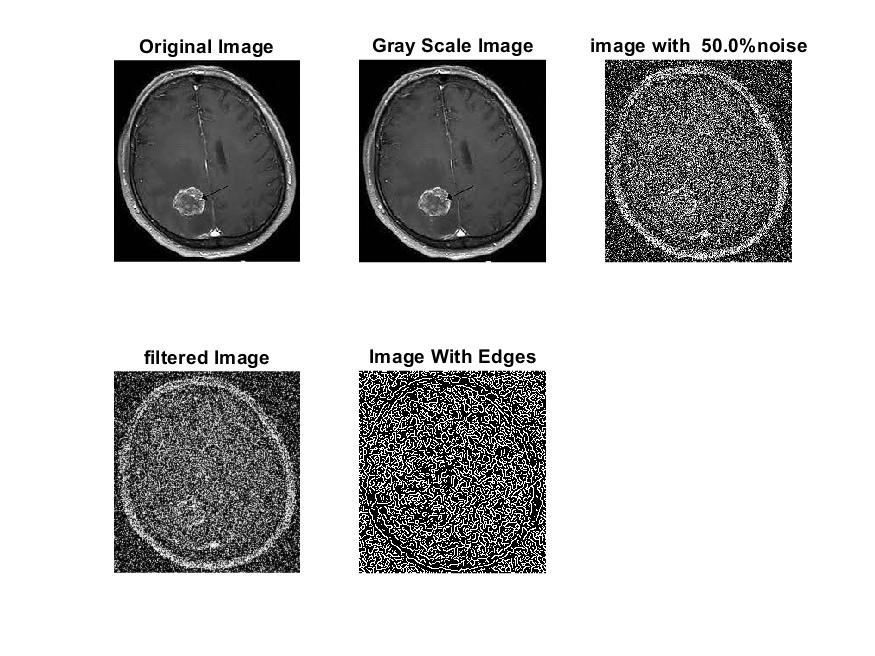 Original Image
Gray Scale Image
image with  50.0%noise
filtered Image
Image With Edges